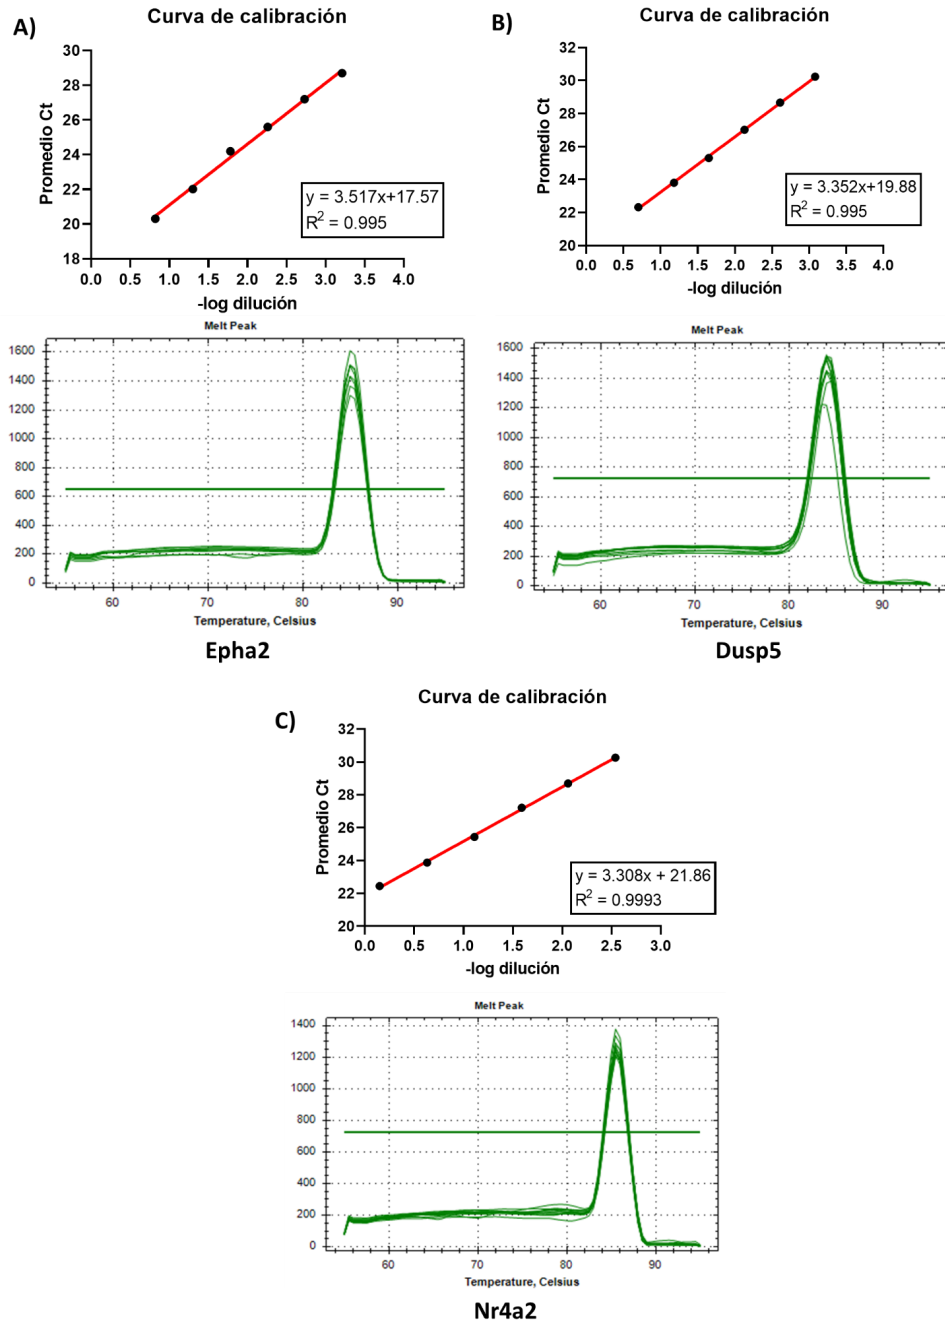 A)
Curva de calibración
Promedio Ct
30
28
26
24
22
20
18
0.0 0.5 1.0 1.5 2.0 2.5 3.0 3.5 4.0
-log dilución
y = 3.517x+17.57
R2 = 0.995
Melt Peak
1600
1400
1200
1000
800
600
400
200
0
60 70 80 90
Temperature, Celsius
Epha2
B)
Curva de calibración
Promedio Ct
32
30
28
26
24
22
20
0.0 0.5 1.0 1.5 2.0 2.5 3.0 3.5 4.0
-log dilución
y = 3.352x+19.88
R2 = 0.995
Melt Peak
1600
1400
1200
1000
800
600
400
200
0
60 70 80 90
Temperature, Celsius
Dusp5
C)
Curva de calibración
Promedio Ct
32
30
28
26
24
22
20
0.0 0.5 1.0 1.5 2.0 2.5 3.0
-log dilución
y = 3.308x + 21.86
R2 = 0.9993
Melt Peak
1400
1200
1000
800
600
400
200
0
60 70 80 90
Temperature, Celsius
Nr4a2